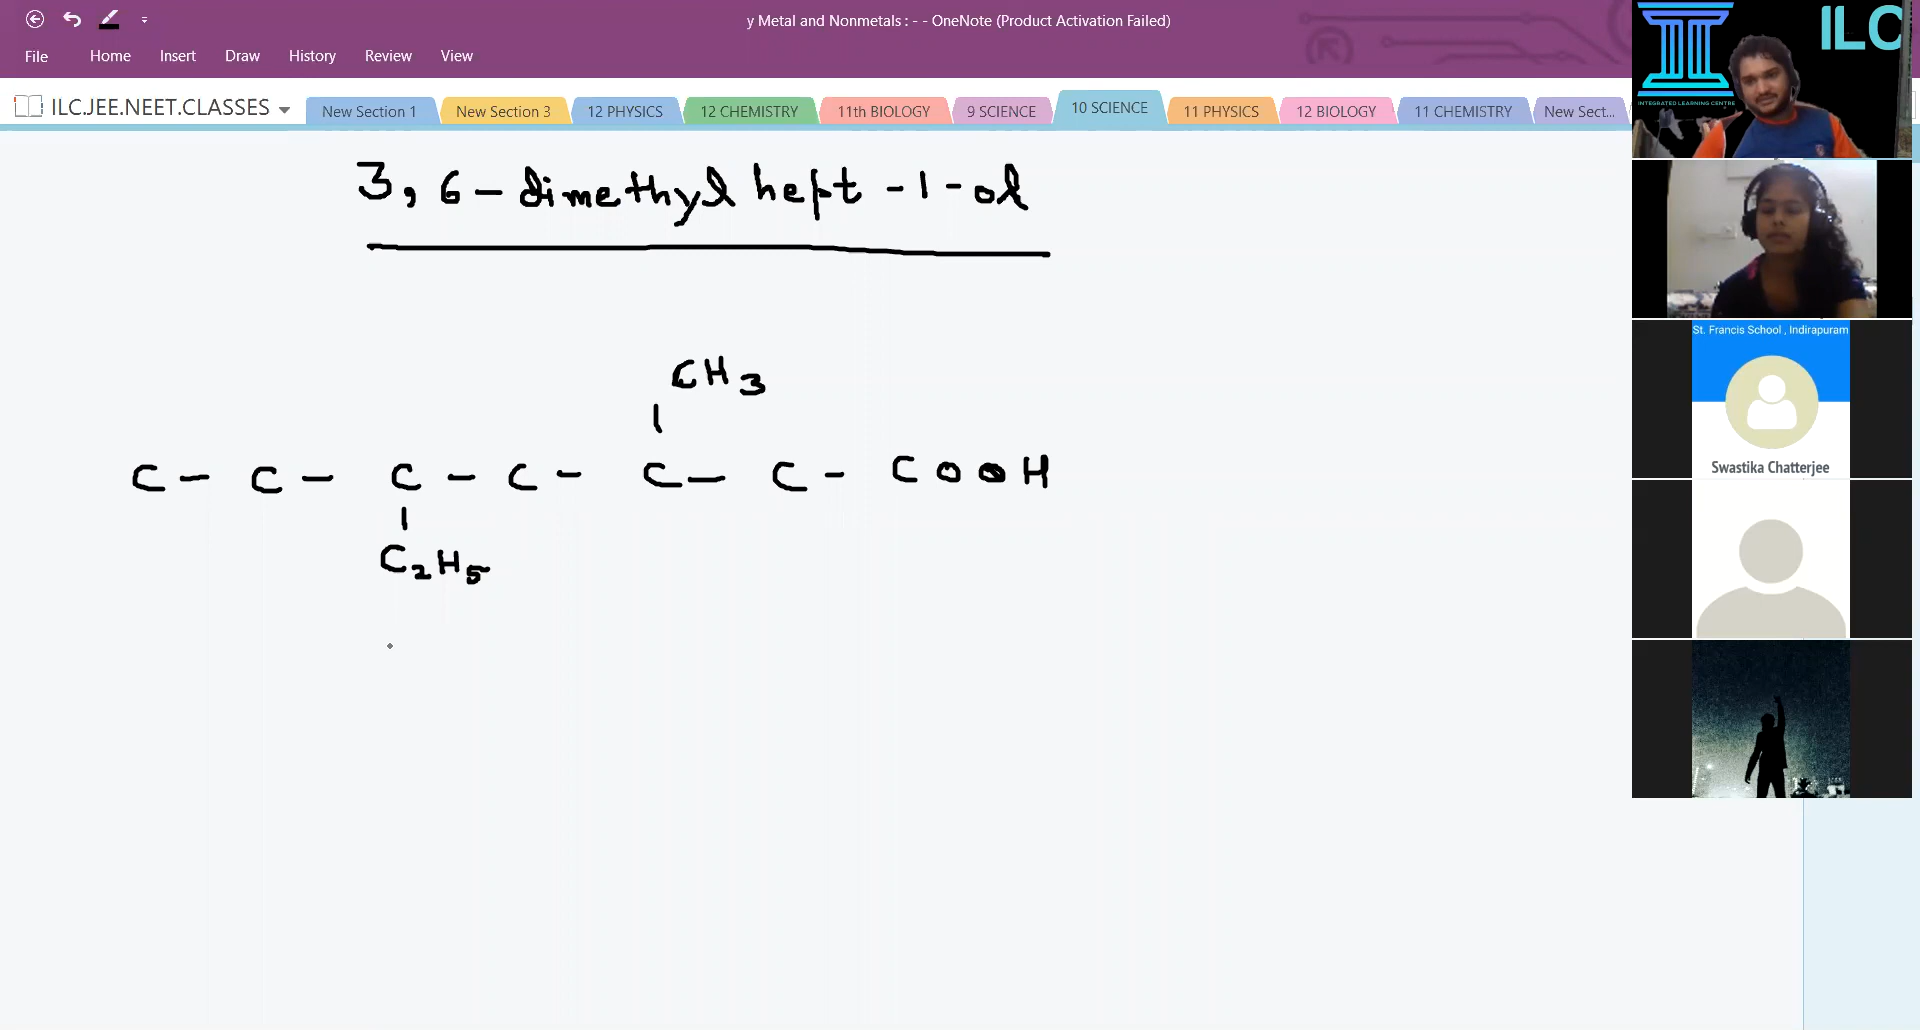 y Metal and Nonmetals : - - OneNote (Product Activation Failed)
File Home Insert Draw History Review View
ILC.JEE.NEET.CLASSES New Section 1 New Section 3 12 PHYSICS 12 CHEMISTRY 11th BIOLOGY 9 SCIENCE 10 SCIENCE 11 PHYSICS 12 BIOLOGY 11 CHEMISTRY New Sect...
3, 6 - dimethyl hept - 1 - ol
CH3
C - C - C - C - C - C - COOH
C2H5
ILC
INTEGRATED LEARNING CENTRE
St. Francis School , Indirapuram
Swastika Chatterjee